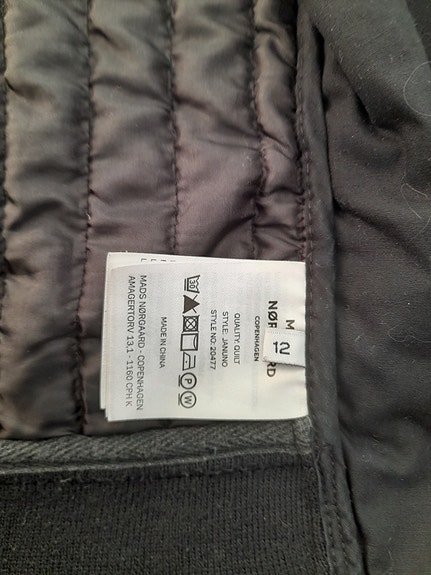 M
NØR RD
12
COPENHAGEN
QUALITY: QUILT
STYLE: JANUNO
STYLE NO: 20477
30
P W
MADE IN CHINA
MADS NØRGAARD - COPENHAGEN
AMAGERTORV 13,1 - 1160 CPH K